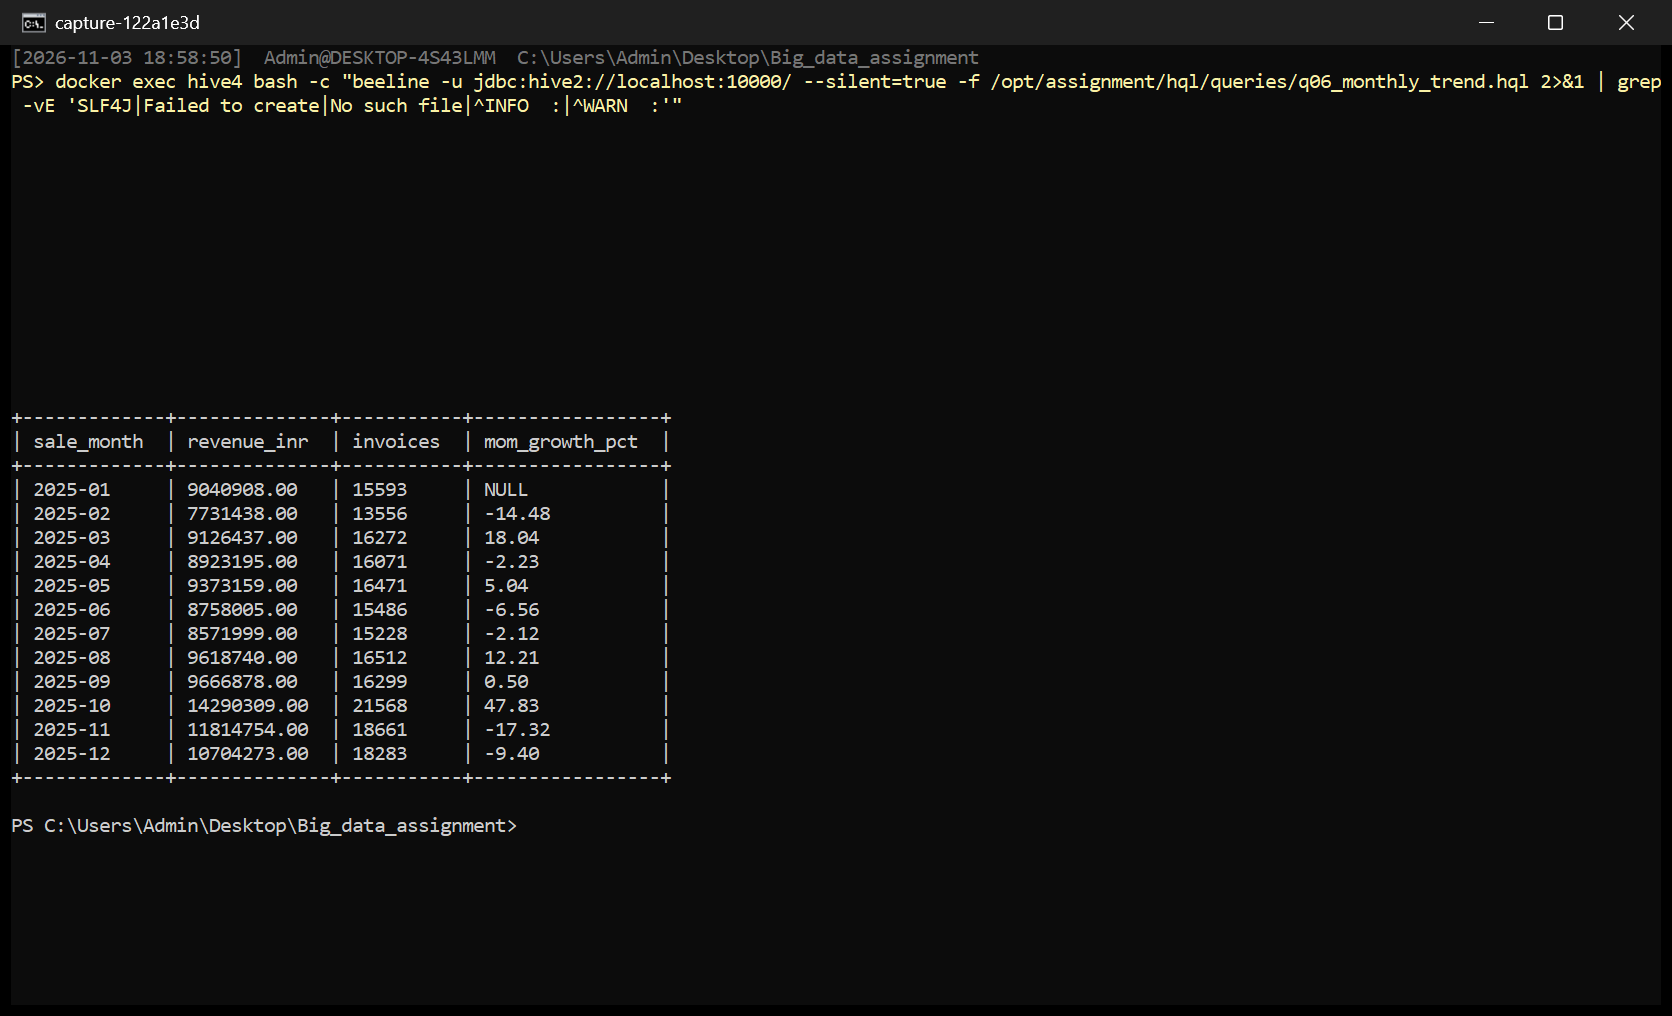 capture-122a1e3d
[2026-11-03 18:58:50]  Admin@DESKTOP-4S43LMM  C:\Users\Admin\Desktop\Big_data_assignment
PS> docker exec hive4 bash -c "beeline -u jdbc:hive2://localhost:10000/ --silent=true -f /opt/assignment/hql/queries/q06_monthly_trend.hql 2>&1 | grep
 -vE 'SLF4J|Failed to create|No such file|^INFO  :|^WARN  :'"
+-------------+--------------+-----------+-----------------+
| sale_month  | revenue_inr  | invoices  | mom_growth_pct  |
+-------------+--------------+-----------+-----------------+
| 2025-01     | 9040908.00   | 15593     | NULL            |
| 2025-02     | 7731438.00   | 13556     | -14.48          |
| 2025-03     | 9126437.00   | 16272     | 18.04           |
| 2025-04     | 8923195.00   | 16071     | -2.23           |
| 2025-05     | 9373159.00   | 16471     | 5.04            |
| 2025-06     | 8758005.00   | 15486     | -6.56           |
| 2025-07     | 8571999.00   | 15228     | -2.12           |
| 2025-08     | 9618740.00   | 16512     | 12.21           |
| 2025-09     | 9666878.00   | 16299     | 0.50            |
| 2025-10     | 14290309.00  | 21568     | 47.83           |
| 2025-11     | 11814754.00  | 18661     | -17.32          |
| 2025-12     | 10704273.00  | 18283     | -9.40           |
+-------------+--------------+-----------+-----------------+
PS C:\Users\Admin\Desktop\Big_data_assignment>